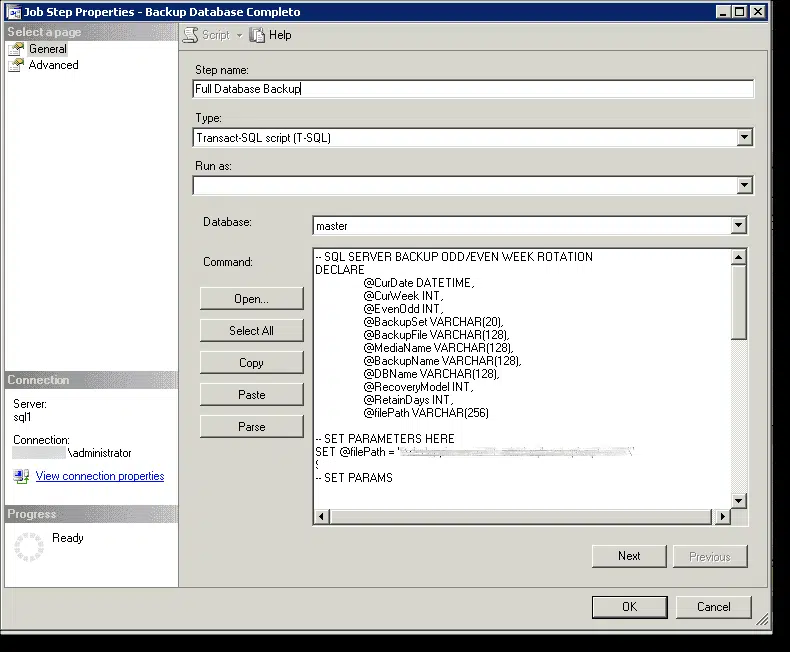 Job Step Properties - Backup Database Completo
Select a page
General
Advanced
Script
Help
Step name:
Full Database Backup
Type:
Transact-SQL script (T-SQL)
Run as:
Database:
master
Command:
Open...
Select All
Copy
Paste
Parse
-- SQL SERVER BACKUP ODD/EVEN WEEK ROTATION
DECLARE
@CurDate DATETIME,
@CurWeek INT,
@EvenOdd INT,
@BackupSet VARCHAR(20),
@BackupFile VARCHAR(128),
@MediaName VARCHAR(128),
@BackupName VARCHAR(128),
@DBName VARCHAR(128),
@RecoveryModel INT,
@RetainDays INT,
@filePath VARCHAR(256)
-- SET PARAMETERS HERE
SET @filePath = '
-- SET PARAMS
Connection
Server:
sql1
Connection:
\administrator
View connection properties
Progress
Ready
Next
Previous
OK
Cancel